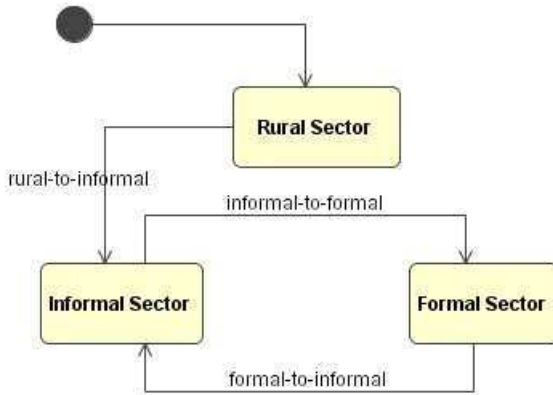 Rural Sector
rural-to-informal
informal-to-formal
Informal Sector
Formal Sector
formal-to-informal